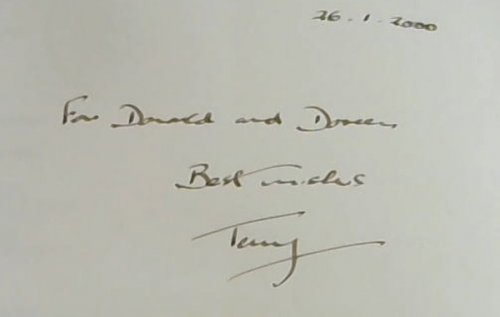 26.1.2000
For Donald and Doreen
Best wishes
Terry